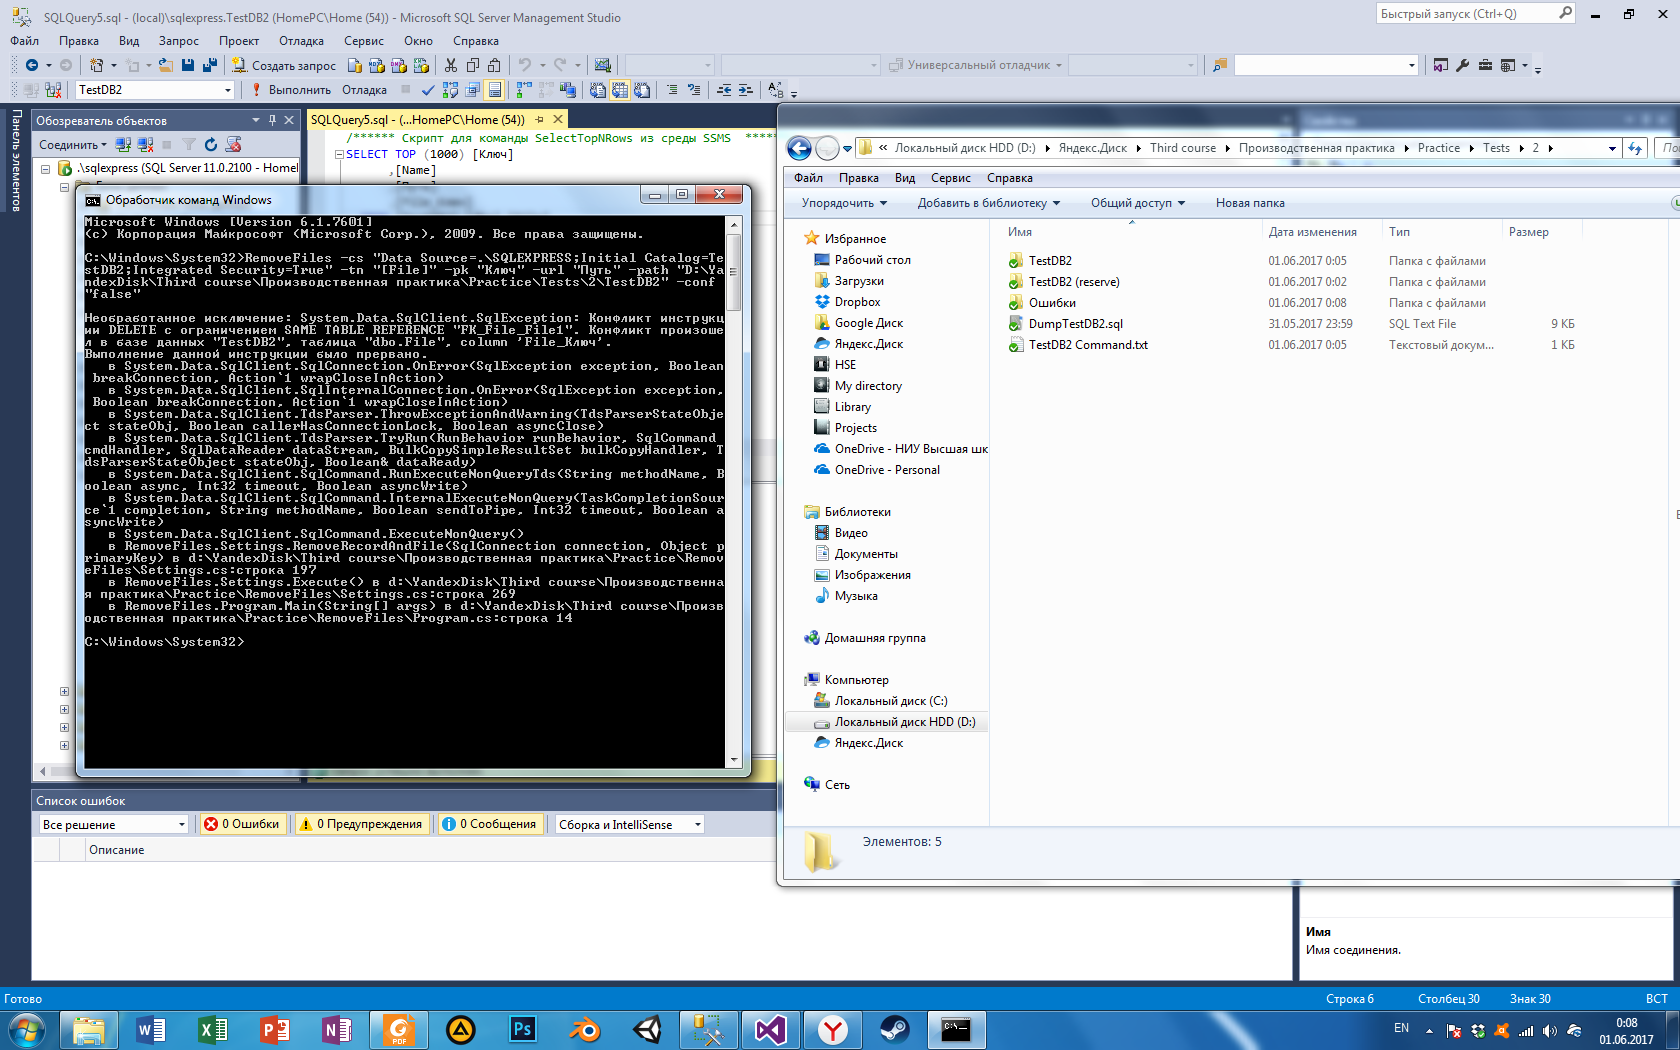 SQLQuery5.sql - (local)\sqlexpress.TestDB2 (HomePC\Home (54)) - Microsoft SQL Server Management Studio
Быстрый запуск (Ctrl+Q)
Файл Правка Вид Запрос Проект Отладка Сервис Окно Справка
Создать запрос
Универсальный отладчик
TestDB2
Выполнить Отладка
Панель элементов
Обозреватель объектов
Соединить
.\sqlexpress (SQL Server 11.0.2100 - Home
SQLQuery5.sql - (...HomePC\Home (54))
/****** Скрипт для команды SelectTopNRows из среды SSMS *****
SELECT TOP (1000) [Ключ]
,[Name]
Обработчик команд Windows
Microsoft Windows [Version 6.1.7601]
(c) Корпорация Майкрософт (Microsoft Corp.), 2009. Все права защищены.
C:\Windows\System32>RemoveFiles -cs "Data Source=.\SQLEXPRESS;Initial Catalog=Te
stDB2;Integrated Security=True" -tn "[File]" -pk "Ключ" -url "Путь" -path "D:\Ya
ndexDisk\Third course\Производственная практика\Practice\Tests\2\TestDB2" -conf
"false"
Необработанное исключение: System.Data.SqlClient.SqlException: Конфликт инструкц
ии DELETE с ограничением SAME TABLE REFERENCE "FK_File_File1". Конфликт произоше
л в базе данных "TestDB2", таблица "dbo.File", column 'File_Ключ'.
Выполнение данной инструкции было прервано.
в System.Data.SqlClient.SqlConnection.OnError(SqlException exception, Boolean
breakConnection, Action`1 wrapCloseInAction)
в System.Data.SqlClient.SqlInternalConnection.OnError(SqlException exception,
Boolean breakConnection, Action`1 wrapCloseInAction)
в System.Data.SqlClient.TdsParser.ThrowExceptionAndWarning(TdsParserStateObje
ct stateObj, Boolean callerHasConnectionLock, Boolean asyncClose)
в System.Data.SqlClient.TdsParser.TryRun(RunBehavior runBehavior, SqlCommand
cmdHandler, SqlDataReader dataStream, BulkCopySimpleResultSet bulkCopyHandler, T
dsParserStateObject stateObj, Boolean& dataReady)
в System.Data.SqlClient.SqlCommand.RunExecuteNonQueryTds(String methodName, B
oolean async, Int32 timeout, Boolean asyncWrite)
в System.Data.SqlClient.SqlCommand.InternalExecuteNonQuery(TaskCompletionSour
ce`1 completion, String methodName, Boolean sendToPipe, Int32 timeout, Boolean a
syncWrite)
в System.Data.SqlClient.SqlCommand.ExecuteNonQuery()
в RemoveFiles.Settings.RemoveRecordAndFile(SqlConnection connection, Object p
rimaryKey) в d:\YandexDisk\Third course\Производственная практика\Practice\Remov
eFiles\Settings.cs:строка 197
в RemoveFiles.Settings.Execute() в d:\YandexDisk\Third course\Производственна
я практика\Practice\RemoveFiles\Settings.cs:строка 269
в RemoveFiles.Program.Main(String[] args) в d:\YandexDisk\Third course\Произв
одственная практика\Practice\RemoveFiles\Program.cs:строка 14
C:\Windows\System32>
« Локальный диск HDD (D:) Яндекс.Диск Third course Производственная практика Practice Tests 2
Файл Правка Вид Сервис Справка
Упорядочить Добавить в библиотеку Общий доступ Новая папка
Избранное
Рабочий стол
Загрузки
Dropbox
Google Диск
Яндекс.Диск
HSE
My directory
Library
Projects
OneDrive - НИУ Высшая шк
OneDrive - Personal
Библиотеки
Видео
Документы
Изображения
Музыка
Домашняя группа
Компьютер
Локальный диск (C:)
Локальный диск HDD (D:)
Яндекс.Диск
Сеть
Имя Дата изменения Тип Размер
TestDB2 01.06.2017 0:05 Папка с файлами
TestDB2 (reserve) 01.06.2017 0:02 Папка с файлами
Ошибки 01.06.2017 0:08 Папка с файлами
DumpTestDB2.sql 31.05.2017 23:59 SQL Text File 9 КБ
TestDB2 Command.txt 01.06.2017 0:05 Текстовый докум... 1 КБ
Элементов: 5
Список ошибок
Все решение 0 Ошибки 0 Предупреждения 0 Сообщения Сборка и IntelliSense
Описание
Имя
Имя соединения.
Готово Строка 6 Столбец 30 Знак 30 ВСТ
EN 0:08
01.06.2017